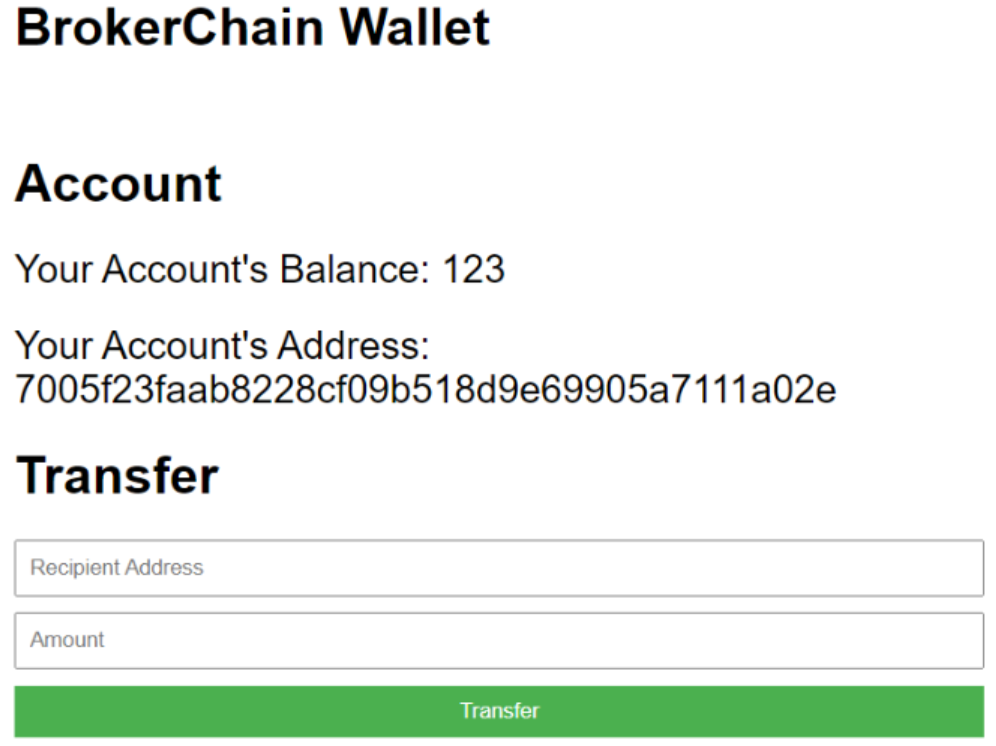 BrokerChain Wallet
Account
Your Account's Balance: 123
Your Account's Address:
7005f23faab8228cf09b518d9e69905a7111a02e
Transfer
Recipient Address
Amount
Transfer